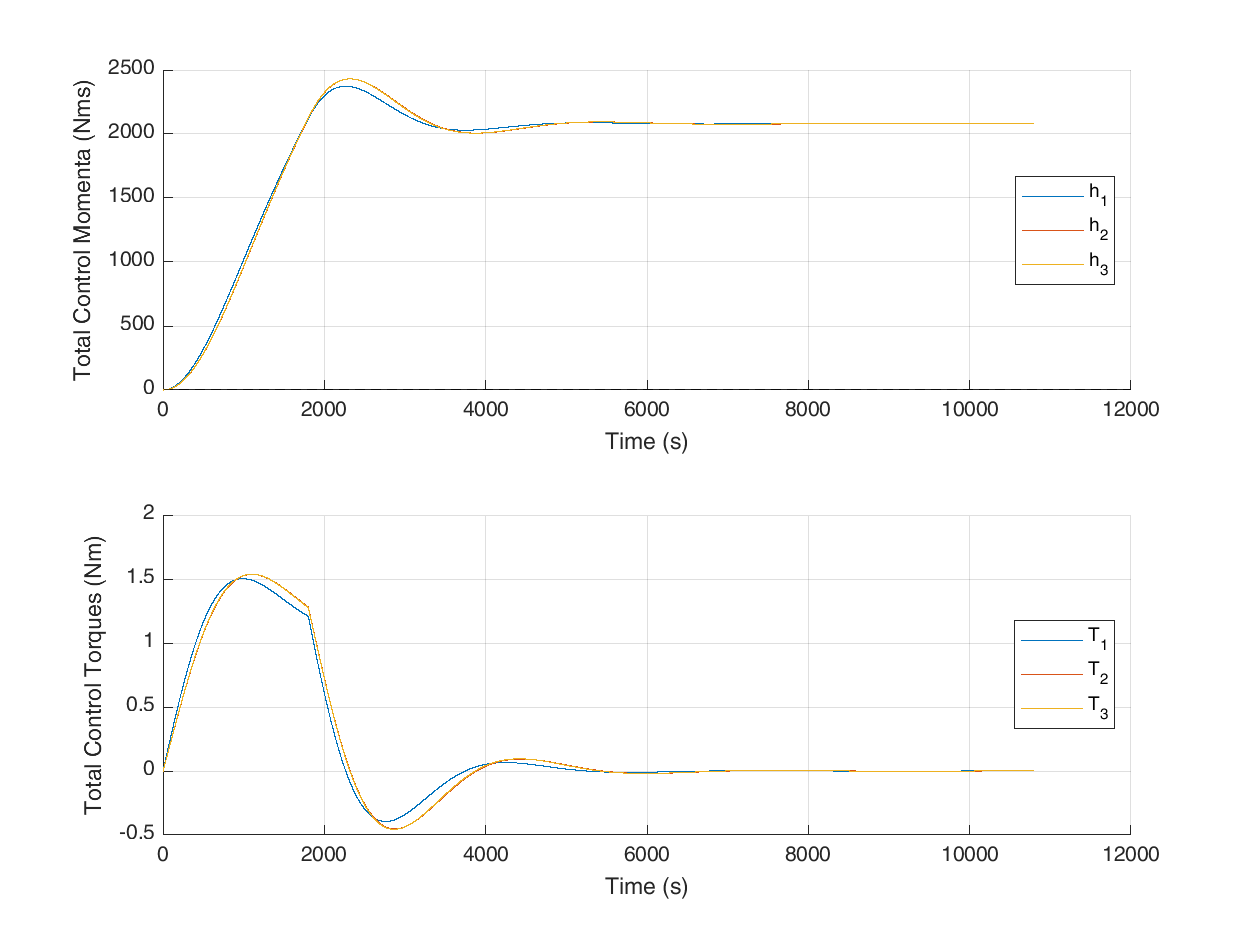 Total Control Momenta (Nms)
2500
2000
1500
1000
500
0
0 2000 4000 6000 8000 10000 12000
Time (s)
h1
h2
h3
Total Control Torques (Nm)
2
1.5
1
0.5
0
-0.5
0 2000 4000 6000 8000 10000 12000
Time (s)
T1
T2
T3